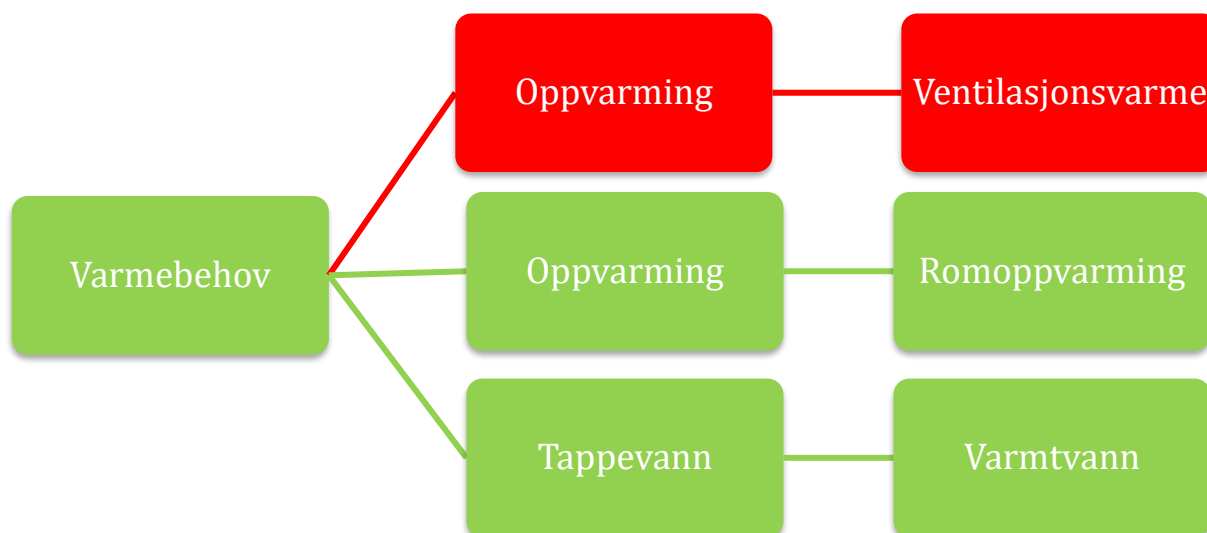 Oppvarming
Ventilasjonsvarme
Varmebehov
Oppvarming
Romoppvarming
Tappevann
Varmtvann